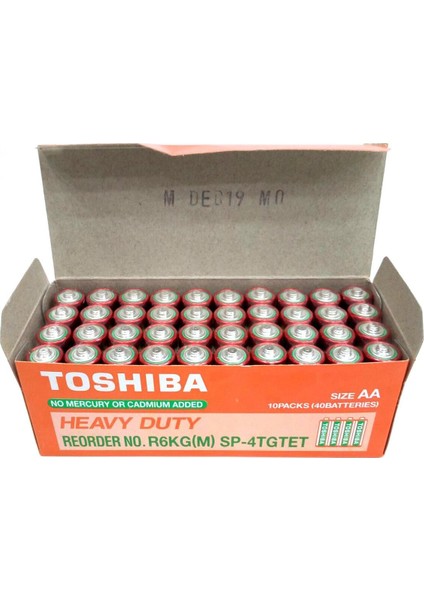 M DEC19 M0
TOSHIBA
NO MERCURY OR CADMIUM ADDED
SIZE AA
10PACKS (40BATTERIES)
HEAVY DUTY
REORDER NO. R6KG(M) SP-4TGTET